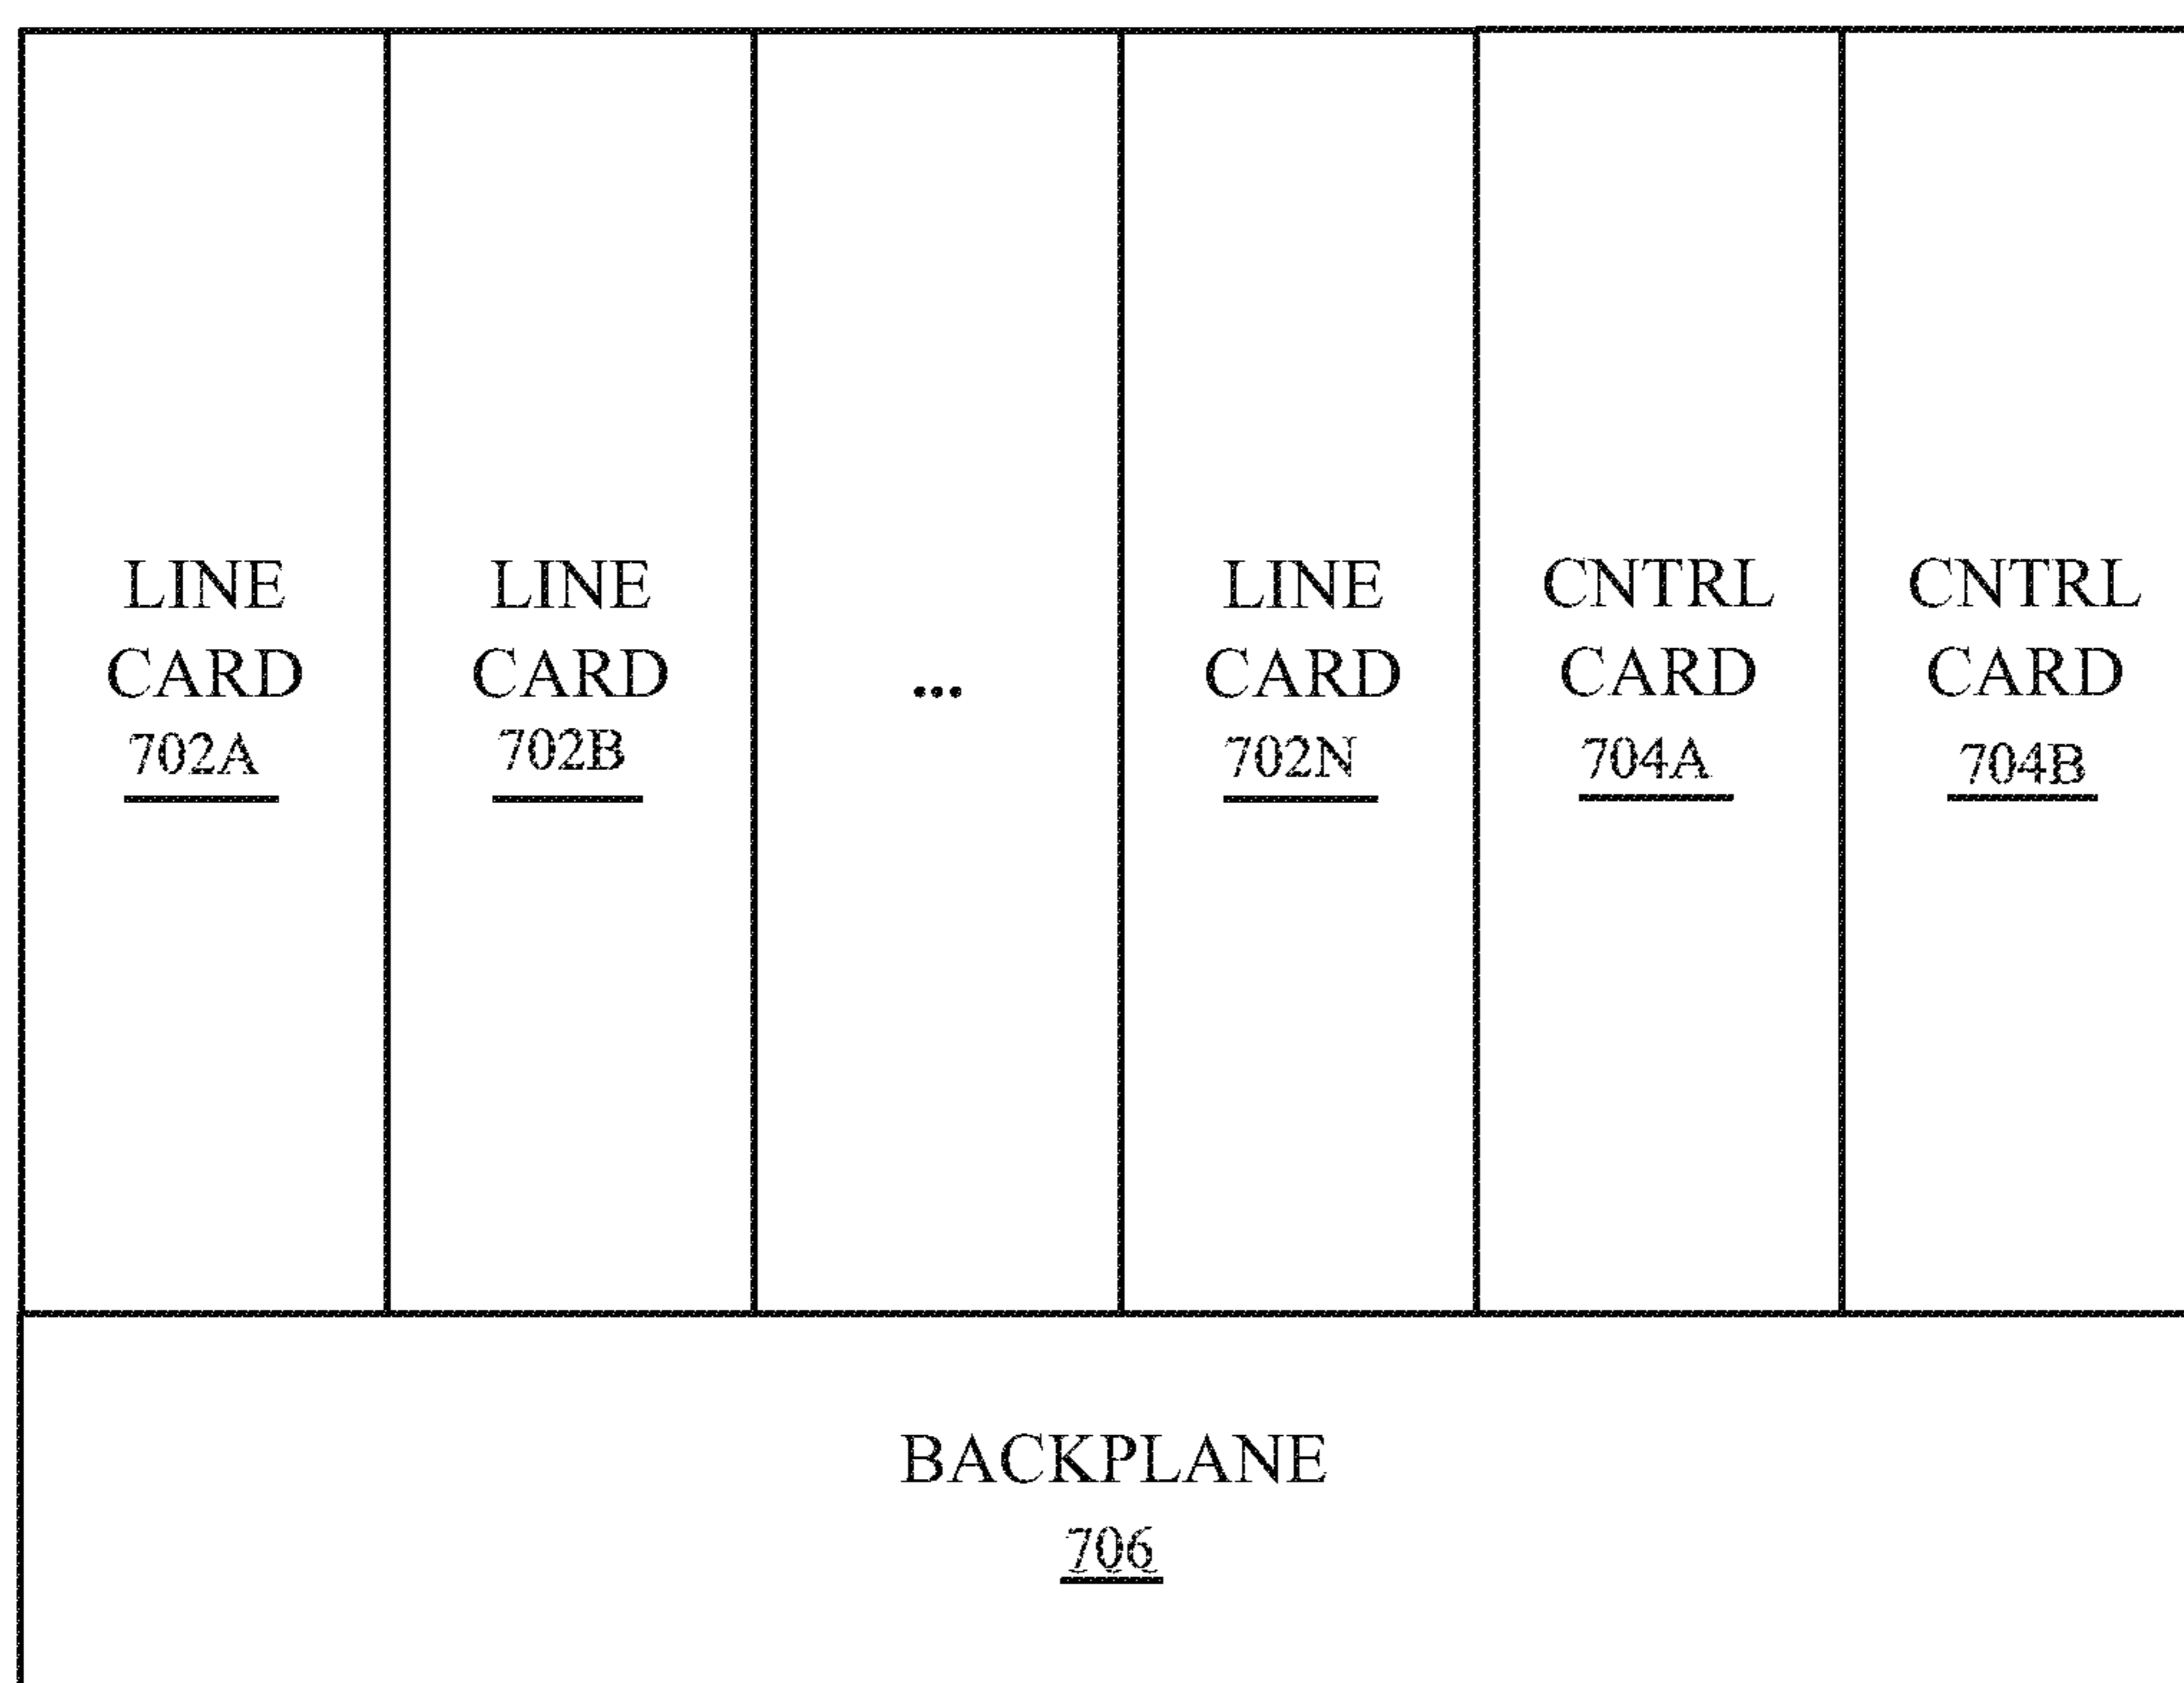 LINE
CARD
702A
LINE
CARD
702B
...
LINE
CARD
702N
CNTRL
CARD
704A
CNTRL
CARD
704B
BACKPLANE
706